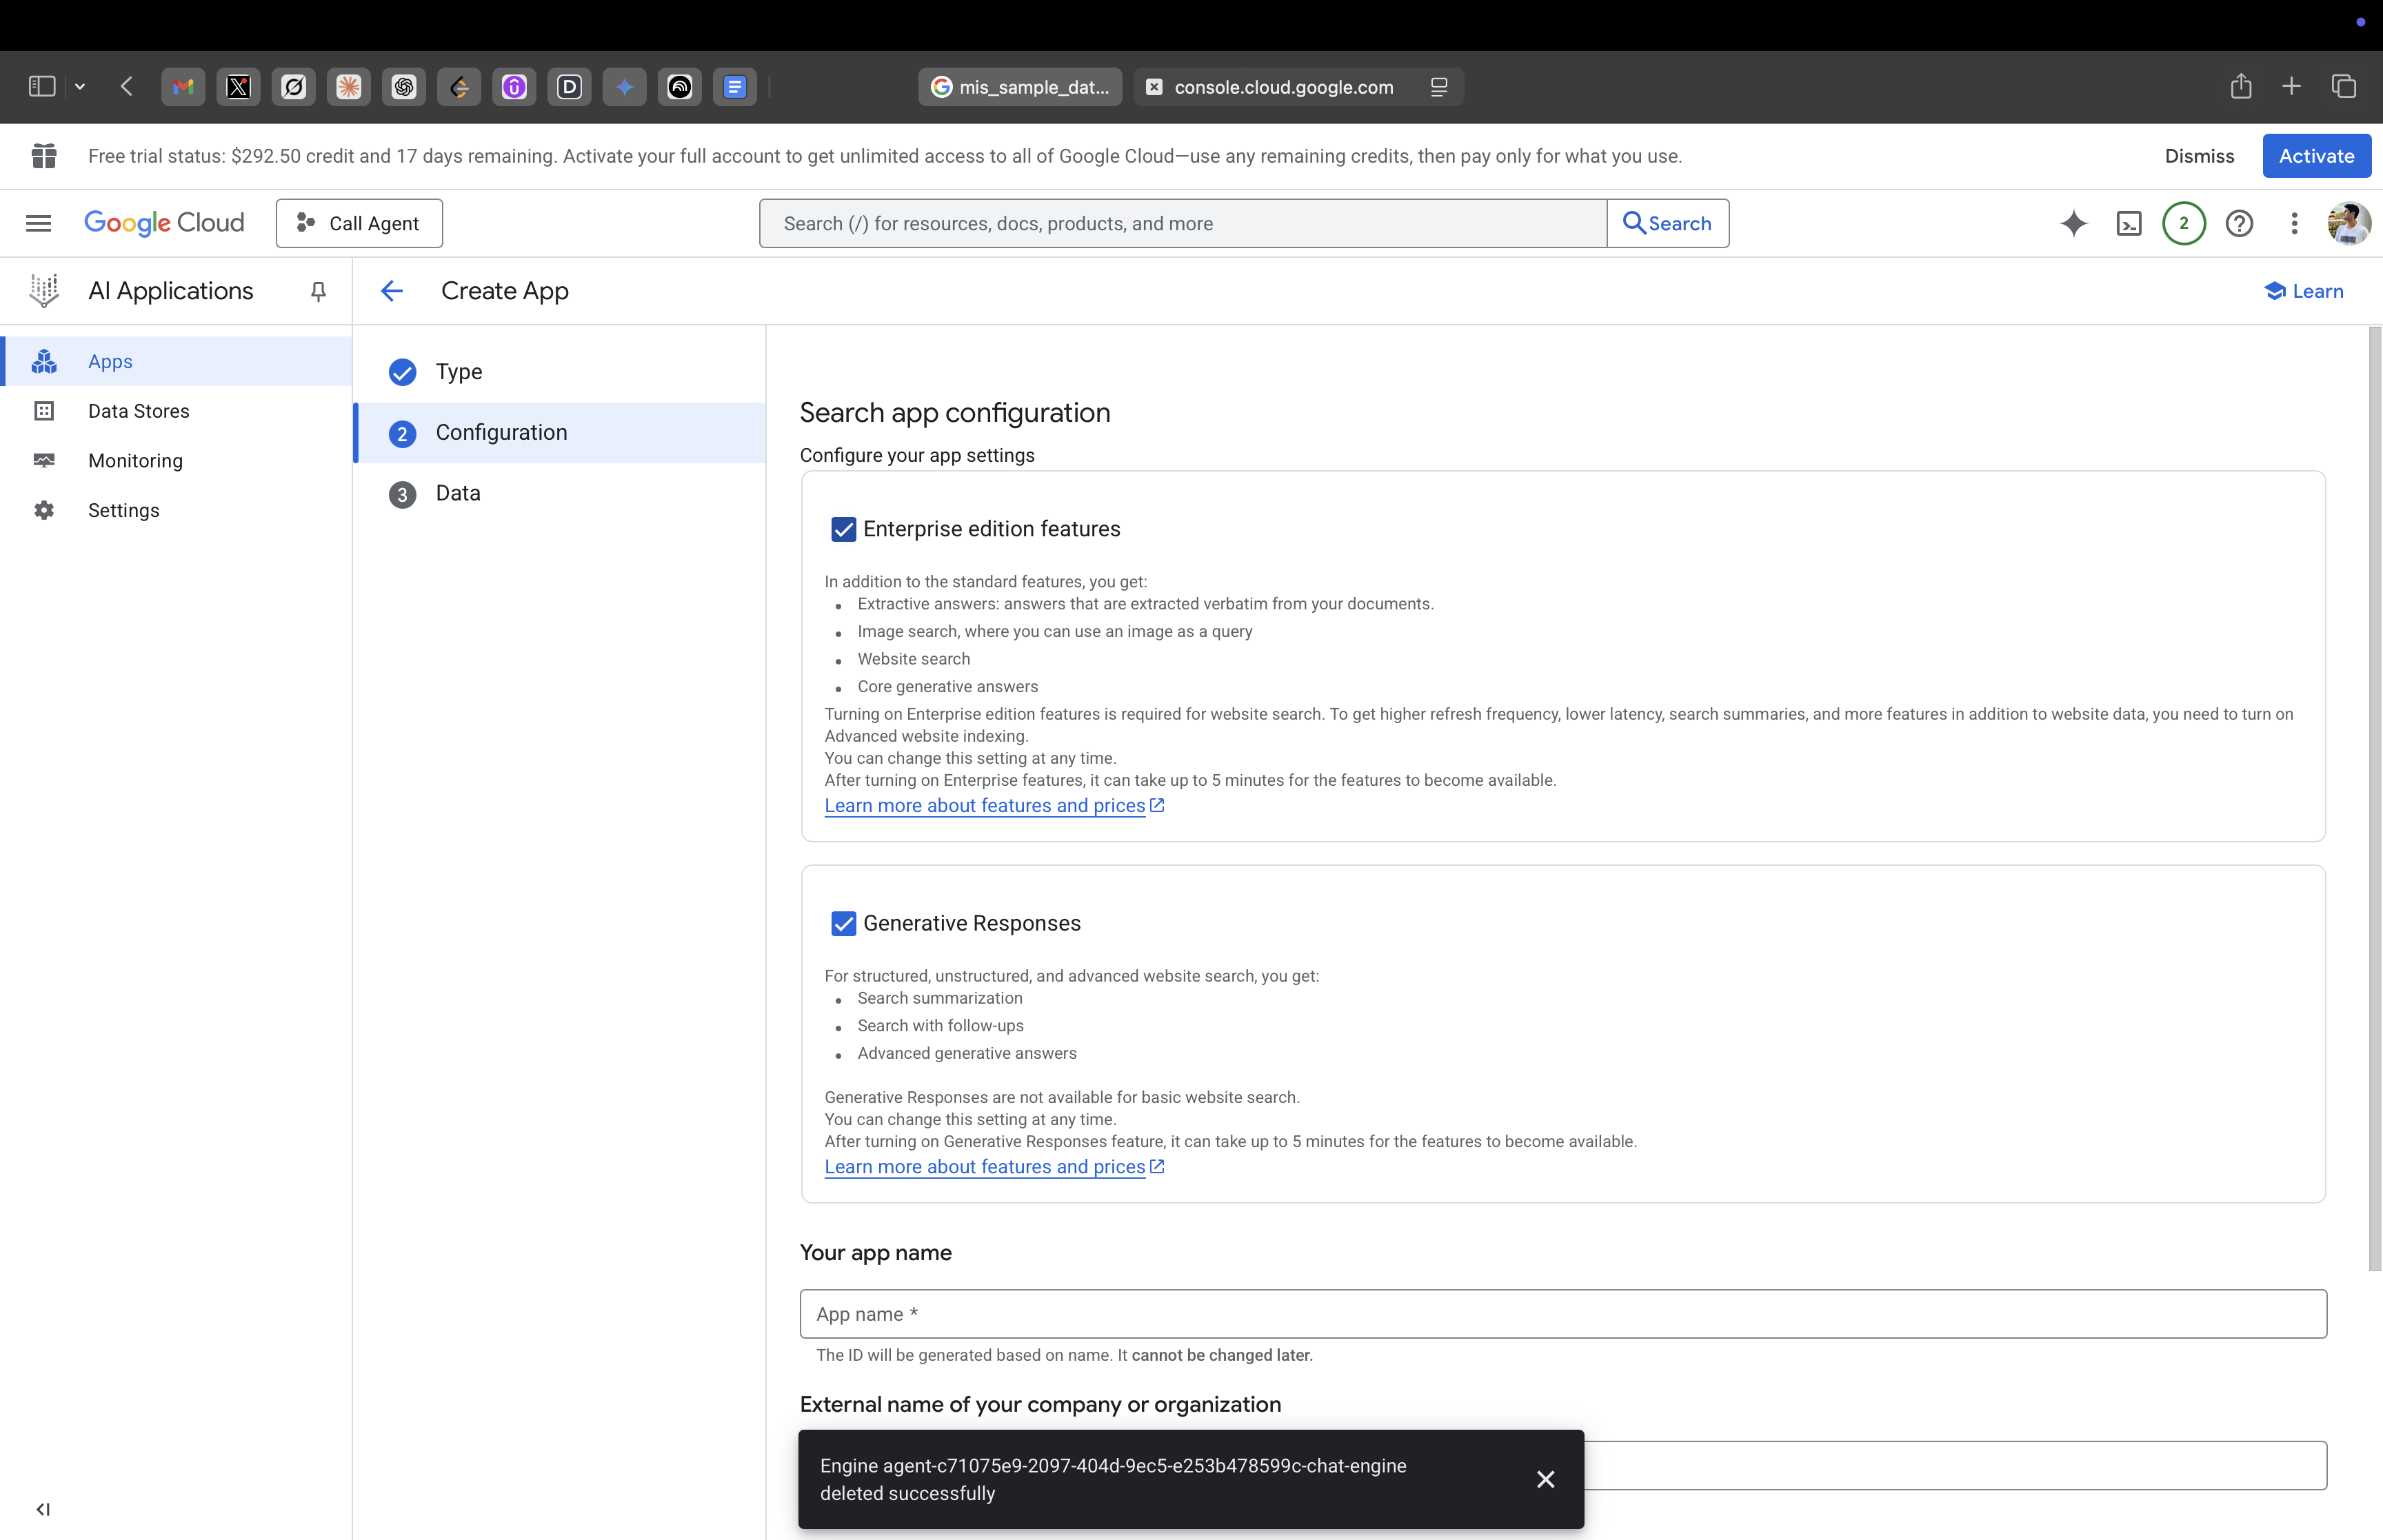 mis_sample_dat...
console.cloud.google.com
Free trial status: $292.50 credit and 17 days remaining. Activate your full account to get unlimited access to all of Google Cloud—use any remaining credits, then pay only for what you use.
Dismiss
Activate
Google Cloud
Call Agent
Search (/) for resources, docs, products, and more
Search
2
AI Applications
Create App
Learn
Apps
Data Stores
Monitoring
Settings
Type
2 Configuration
3 Data
Search app configuration
Configure your app settings
Enterprise edition features
In addition to the standard features, you get:
Extractive answers: answers that are extracted verbatim from your documents.
Image search, where you can use an image as a query
Website search
Core generative answers
Turning on Enterprise edition features is required for website search. To get higher refresh frequency, lower latency, search summaries, and more features in addition to website data, you need to turn on
Advanced website indexing.
You can change this setting at any time.
After turning on Enterprise features, it can take up to 5 minutes for the features to become available.
Learn more about features and prices
Generative Responses
For structured, unstructured, and advanced website search, you get:
Search summarization
Search with follow-ups
Advanced generative answers
Generative Responses are not available for basic website search.
You can change this setting at any time.
After turning on Generative Responses feature, it can take up to 5 minutes for the features to become available.
Learn more about features and prices
Your app name
App name *
The ID will be generated based on name. It cannot be changed later.
External name of your company or organization
Engine agent-c71075e9-2097-404d-9ec5-e253b478599c-chat-engine
deleted successfully